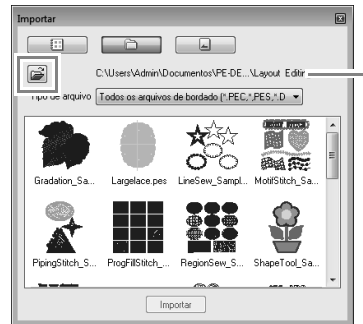 Importar
C:\Users\Admin\Documentos\PE-DE...\Layout Editir
Tipo de arquivo
Todos os arquivos de bordado (*.PEC,*.PES,*.D
Gradation_Sa...
Largelace.pes
LineSew_Sampl...
MotifStitch_Sa...
PipingStitch_S...
ProgFillStitch_...
RegionSew_S...
ShapeTool_Sa...
Importar